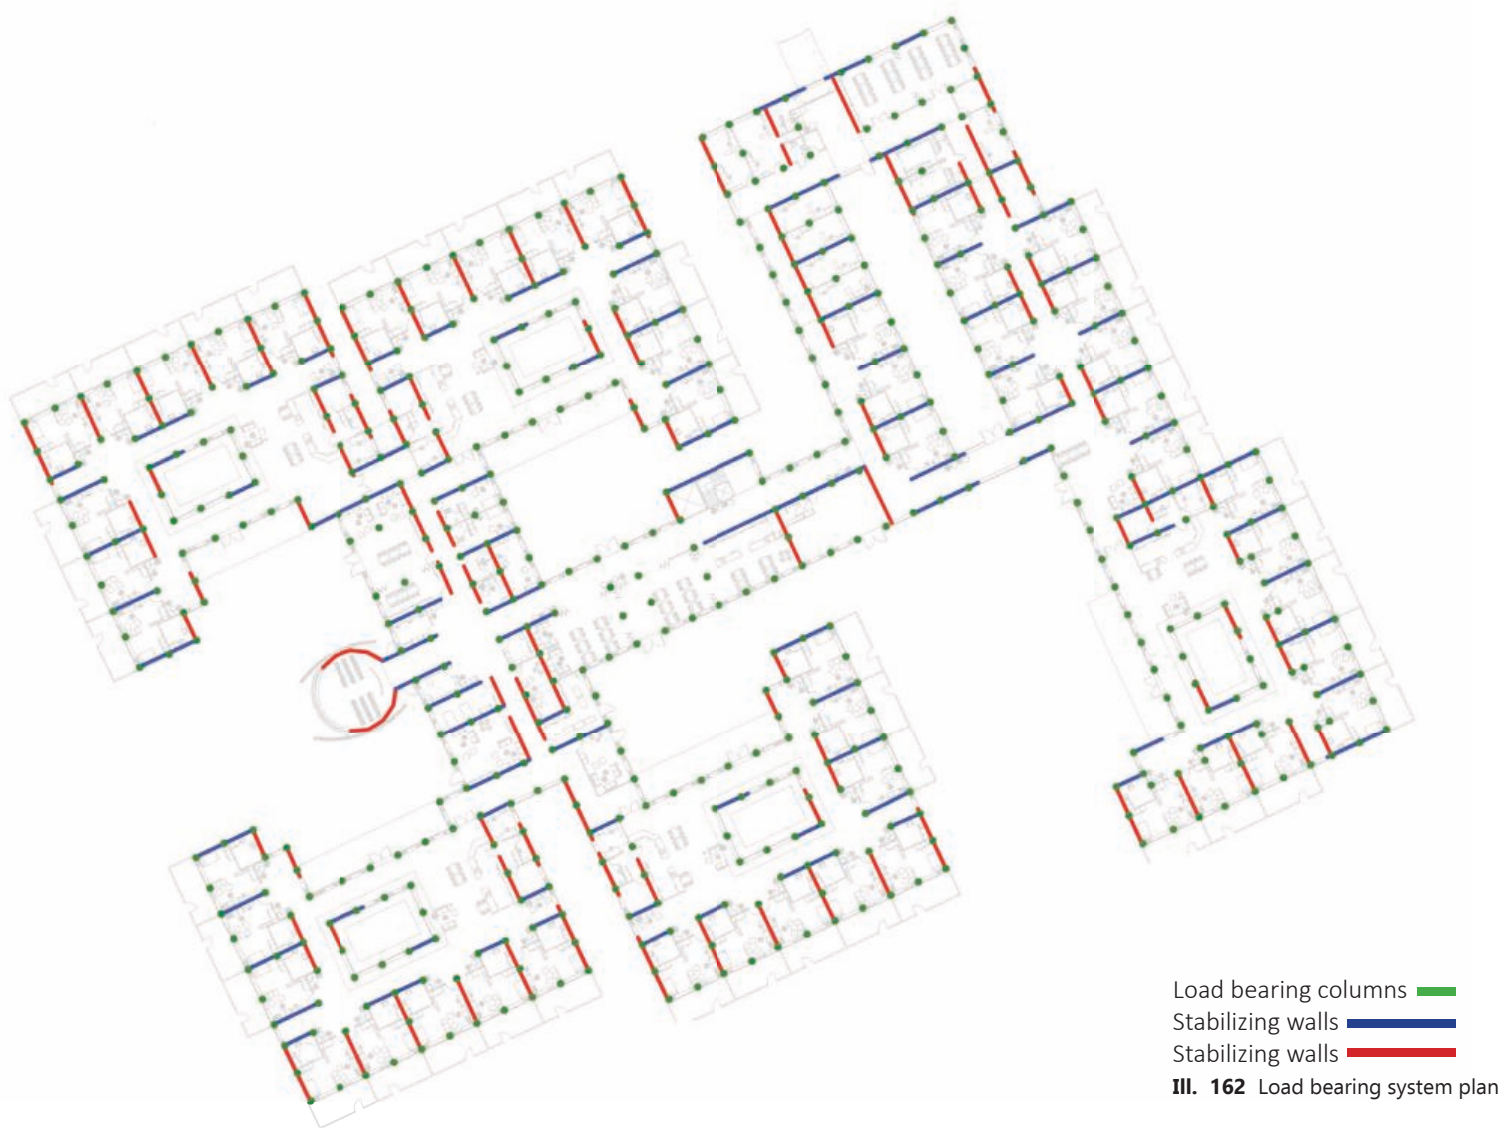 Load bearing columns
Stabilizing walls
Stabilizing walls
Ill. 162 Load bearing system plan